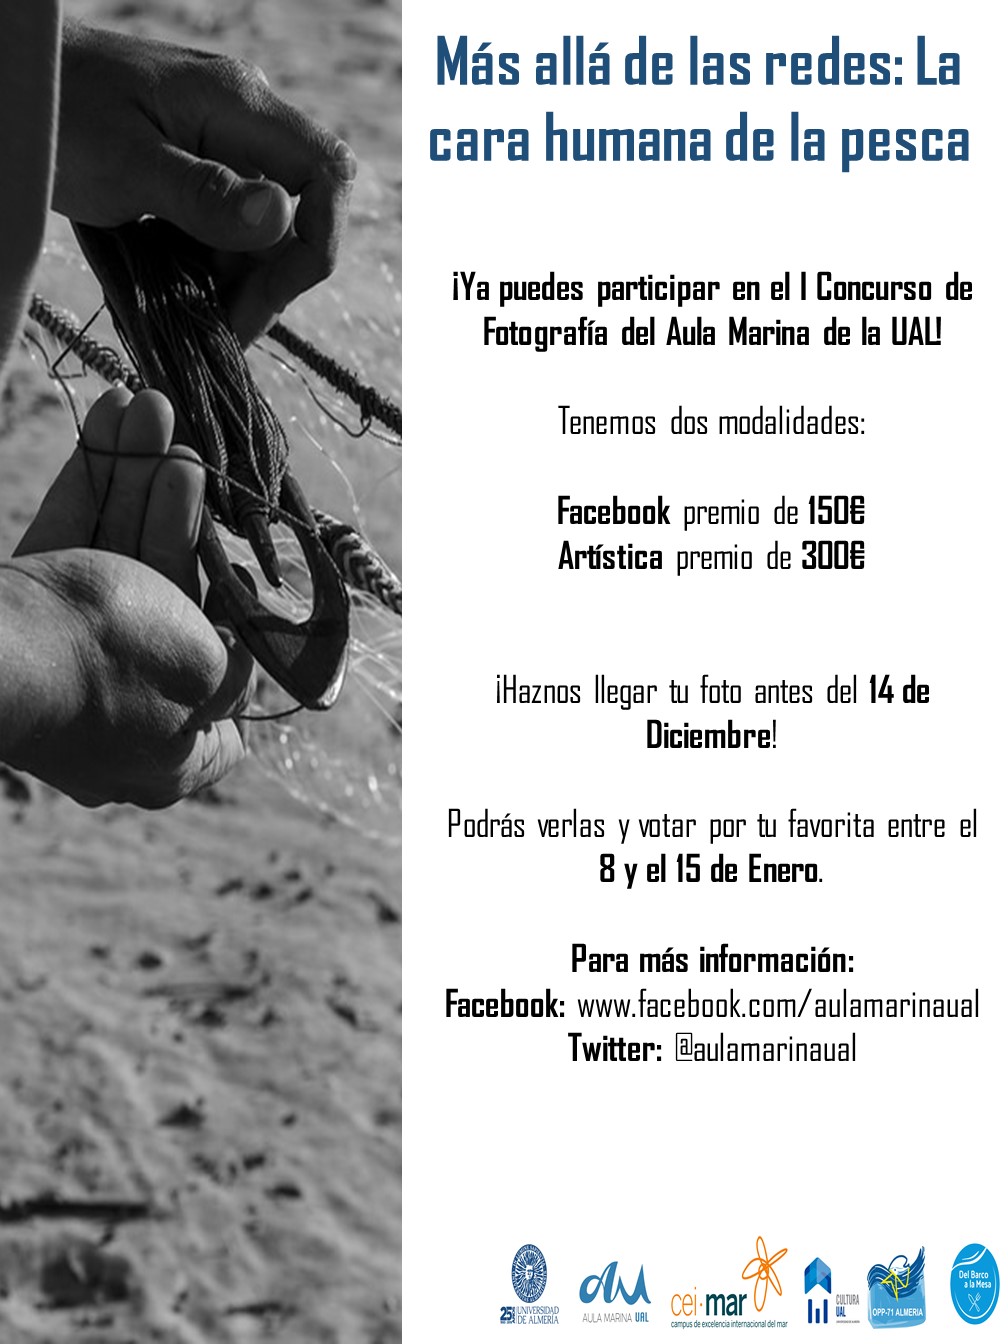 Más allá de las redes: La
cara humana de la pesca
¡Ya puedes participar en el I Concurso de
Fotografía del Aula Marina de la UAL!
Tenemos dos modalidades:
Facebook premio de 150€
Artística premio de 300€
¡Haznos llegar tu foto antes del 14 de
Diciembre!
Podrás verlas y votar por tu favorita entre el
8 y el 15 de Enero.
Para más información:
Facebook: www.facebook.com/aulamarinaual
Twitter: @aulamarinaual
25 UNIVERSIDAD
DE ALMERÍA
AULA MARINA UAL
cei·mar
campus de excelencia internacional del mar
CULTURA
UAL
OPP-71 ALMERIA
Del Barco
a la Mesa